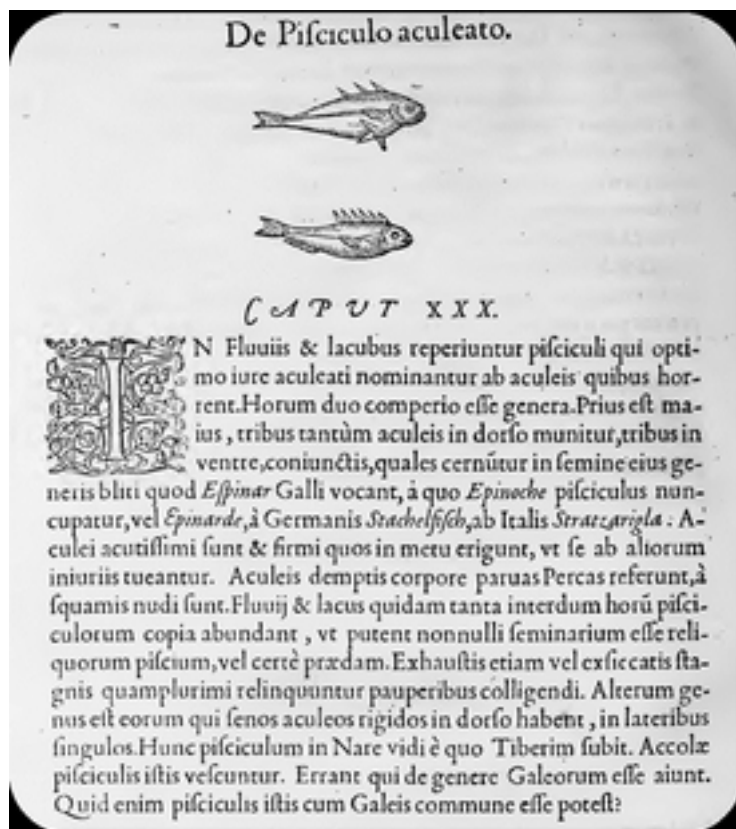 De Piſciculo aculeato.
CAPUT XXX.
IN Fluuiis & lacubus reperiuntur piſciculi qui opti-
mo iure aculeati nominantur ab aculeis quibus hor-
rent.Horum duo comperio eſſe genera.Prius eſt ma-
ius, tribus tantùm aculeis in dorſo munitur,tribus in
ventre,coniunctis,quales cernūtur in ſemine eius ge-
neris bliti quod Eſpinar Galli vocant, à quo Epinoche piſciculus nun-
cupatur,vel Epinarde,à Germanis Stachelfiſch,ab Italis Stratzarigla. A-
culei acutiſſimi ſunt & firmi quos in metu erigunt, vt ſe ab aliorum
iniuriis tueantur. Aculeis demptis corpore paruas Percas referunt,à
ſquamis nudi ſunt.Fluuij & lacus quidam tanta interdum horū piſci-
culorum copia abundant, vt putent nonnulli ſeminarium eſſe reli-
quorum piſcium,vel certè prædam.Exhauſtis etiam vel exſiccatis ſta-
gnis quamplurimi relinquuntur pauperibus colligendi. Alterum ge-
nus eſt eorum qui ſenos aculeos rigidos in dorſo habent, in lateribus
ſingulos.Hunc piſciculum in Nare vidi è quo Tiberim ſubit. Accolæ
piſciculis iſtis veſcuntur. Errant qui de genere Galeorum eſſe aiunt.
Quid enim piſciculis iſtis cum Galeis commune eſſe poteſt?